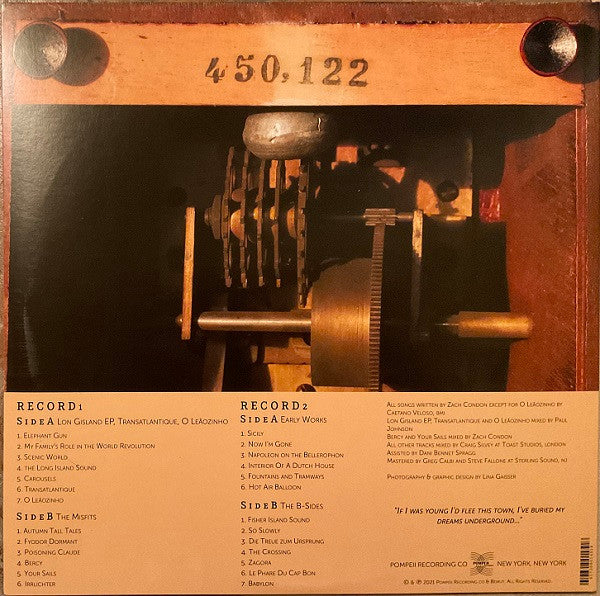 450,122
RECORD 1
SIDE A LON GISLAND EP, TRANSATLANTIQUE, O LEÃOZINHO
1. ELEPHANT GUN
2. MY FAMILY'S ROLE IN THE WORLD REVOLUTION
3. SCENIC WORLD
4. THE LONG ISLAND SOUND
5. CAROUSELS
6. TRANSATLANTIQUE
7. O LEÃOZINHO
SIDE B THE MISFITS
1. AUTUMN TALL TALES
2. FYODOR DORMANT
3. POISONING CLAUDE
4. BERCY
5. YOUR SAILS
6. IRRLICHTER
RECORD 2
SIDE A EARLY WORKS
1. SICILY
2. NOW I'M GONE
3. NAPOLEON ON THE BELLEROPHON
4. INTERIOR OF A DUTCH HOUSE
5. FOUNTAINS AND TRAMWAYS
6. HOT AIR BALLOON
SIDE B THE B-SIDES
1. FISHER ISLAND SOUND
2. SO SLOWLY
3. DIE TREUE ZUM URSPRUNG
4. THE CROSSING
5. ZAGORA
6. LE PHARE DU CAP BON
7. BABYLON
ALL SONGS WRITTEN BY ZACH CONDON EXCEPT FOR O LEÃOZINHO BY
CAETANO VELOSO, BMI
LON GISLAND EP, TRANSATLANTIQUE AND O LEÃOZINHO MIXED BY PAUL
JOHNSON
BERCY AND YOUR SAILS MIXED BY ZACH CONDON
ALL OTHER TRACKS MIXED BY CRAIG SILVEY AT TOAST STUDIOS, LONDON
ASSISTED BY DANI BENNET SPRAGG
MASTERED BY GREG CALBI AND STEVE FALLONE AT STERLING SOUND, NJ
PHOTOGRAPHY & GRAPHIC DESIGN BY LINA GAISSER
"IF I WAS YOUNG I'D FLEE THIS TOWN, I'VE BURIED MY
DREAMS UNDERGROUND..."
POMPEII RECORDING CO POMPEII NEW YORK, NEW YORK
© & ℗ 2021 POMPEII RECORDING CO & BEIRUT. ALL RIGHTS RESERVED.